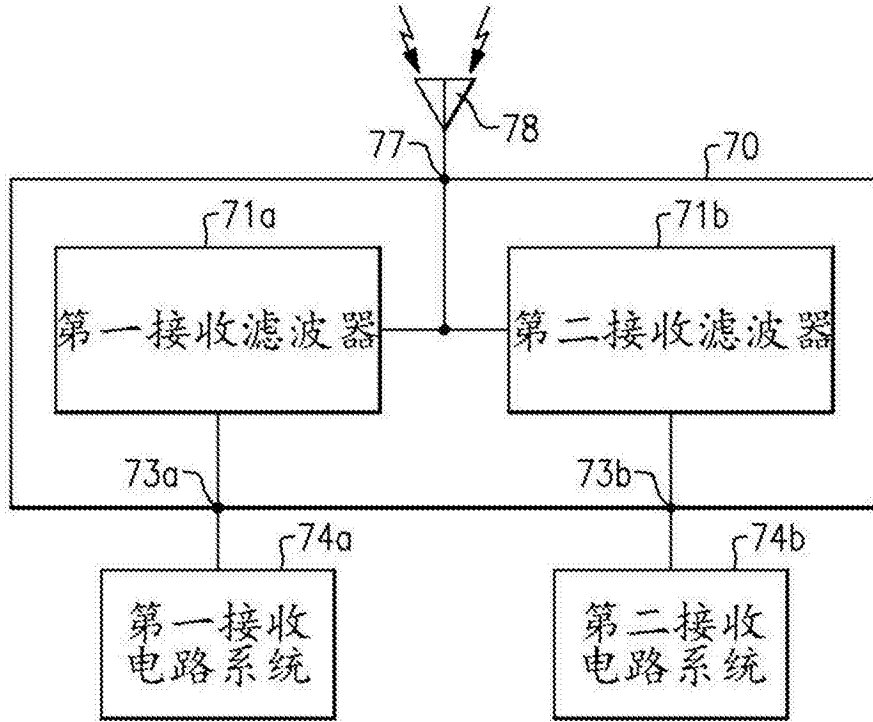 78
77
70
71a
71b
第一接收滤波器
第二接收滤波器
73a
73b
74a
74b
第一接收
电路系统
第二接收
电路系统